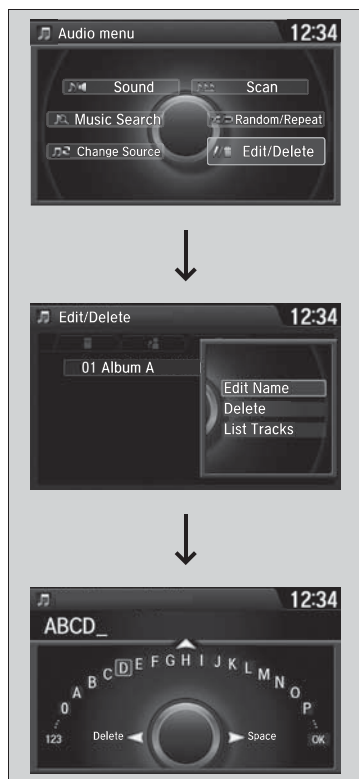 Audio menu 12:34
Sound Scan
Music Search Random/Repeat
Change Source Edit/Delete
Edit/Delete 12:34
01 Album A
Edit Name
Delete
List Tracks
12:34
ABCD_
0 A B C D E F G H I J K L M N O P
123 Delete Space OK